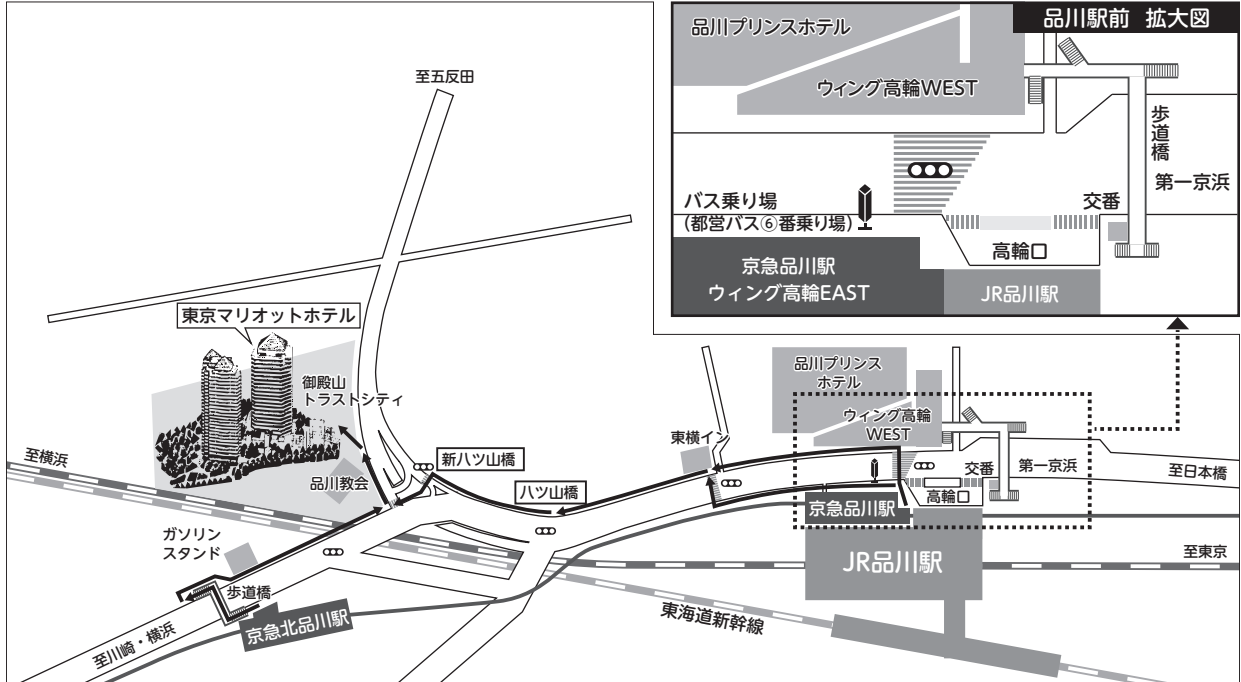 品川駅前 拡大図
品川プリンスホテル
ウィング高輪WEST
歩道橋
第一京浜
バス乗り場
(都営バス⑥番乗り場)
交番
高輪口
京急品川駅
ウィング高輪EAST
JR品川駅
至五反田
東京マリオットホテル
御殿山
トラストシティ
至横浜
品川教会
新八ツ山橋
八ツ山橋
東横イン
品川プリンス
ホテル
ウィング高輪
WEST
交番
第一京浜
至日本橋
高輪口
京急品川駅
JR品川駅
至東京
ガソリン
スタンド
歩道橋
京急北品川駅
至川崎・横浜
東海道新幹線